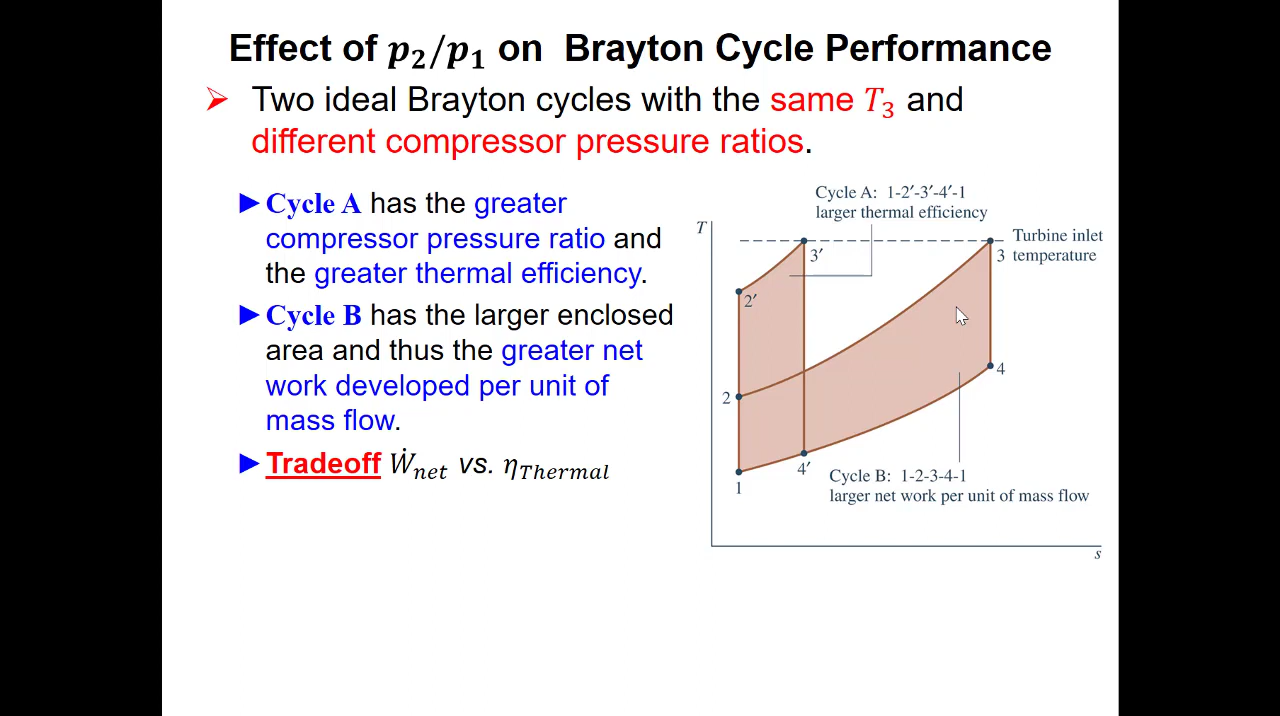 Effect of 𝒑₂/𝒑₁ on Brayton Cycle Performance
➢ Two ideal Brayton cycles with the same 𝑇₃ and
different compressor pressure ratios.
►Cycle A has the greater
compressor pressure ratio and
the greater thermal efficiency.
►Cycle B has the larger enclosed
area and thus the greater net
work developed per unit of
mass flow.
►Tradeoff Ẇ_net vs. η_Thermal
Cycle A: 1-2′-3′-4′-1
larger thermal efficiency
T
Turbine inlet
temperature
3′
3
2′
2
4
4′
1
Cycle B: 1-2-3-4-1
larger net work per unit of mass flow
s